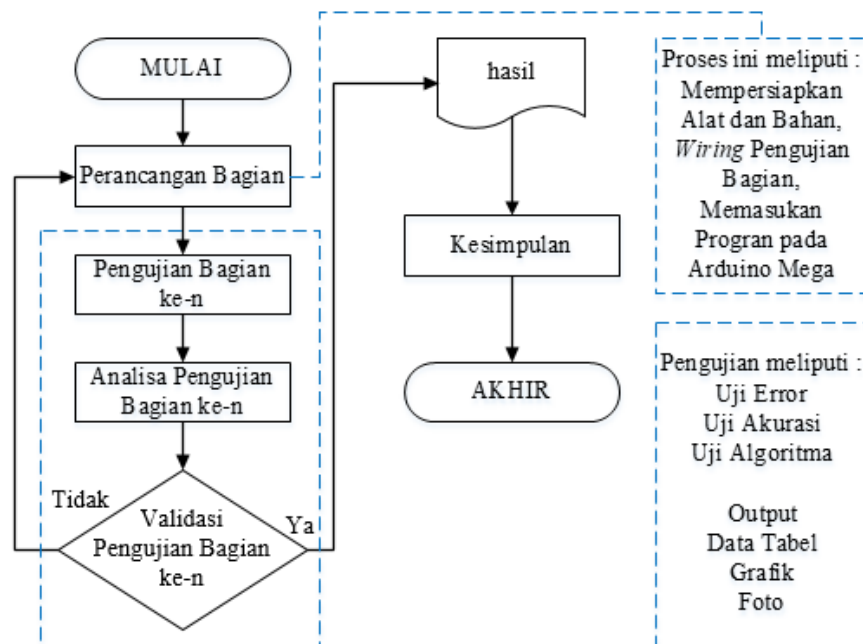 MULAI
Perancangan Bagian
Pengujian Bagian
ke-n
Analisa Pengujian
Bagian ke-n
Tidak
Validasi
Pengujian Bagian
ke-n
Ya
hasil
Kesimpulan
AKHIR
Proses ini meliputi :
Mempersiapkan
Alat dan Bahan,
Wiring Pengujian
Bagian,
Memasukan
Progran pada
Arduino Mega
Pengujian meliputi :
Uji Error
Uji Akurasi
Uji Algoritma
Output
Data Tabel
Grafik
Foto